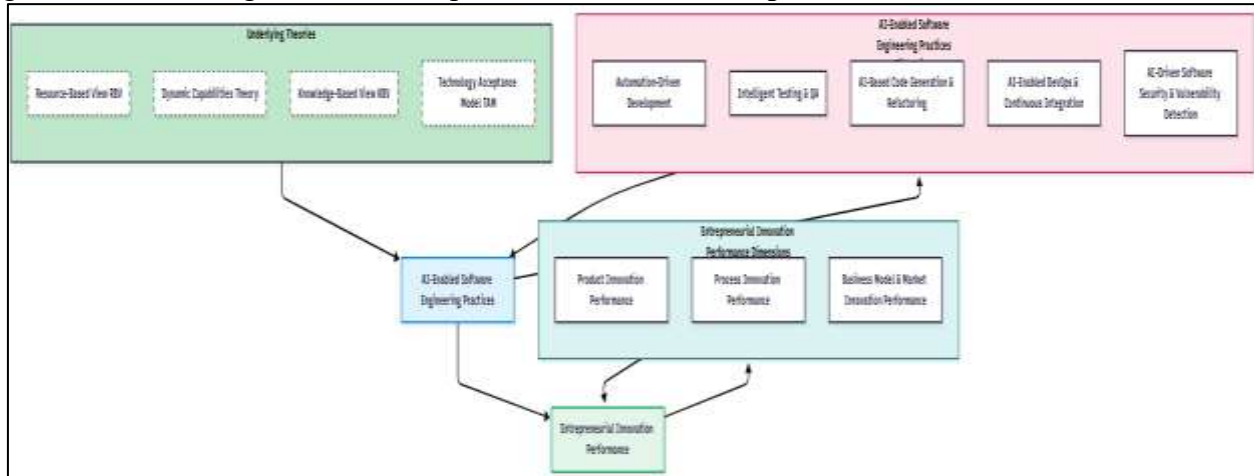 Underlying Theories
Resource-Based View RBV
Dynamic Capabilities Theory
Knowledge-Based View KBV
Technology Acceptance
Model TAM
AI-Enabled Software
Engineering Practices
Automation-Driven
Development
Intelligent Testing & QA
AI-Based Code Generation &
Refactoring
AI-Enabled DevOps &
Continuous Integration
AI-Driven Software
Security & Vulnerability
Detection
Entrepreneurial Innovation
Performance Dimensions
Product Innovation
Performance
Process Innovation
Performance
Business Model & Market
Innovation Performance
AI-Enabled Software
Engineering Practices
Entrepreneurial Innovation
Performance